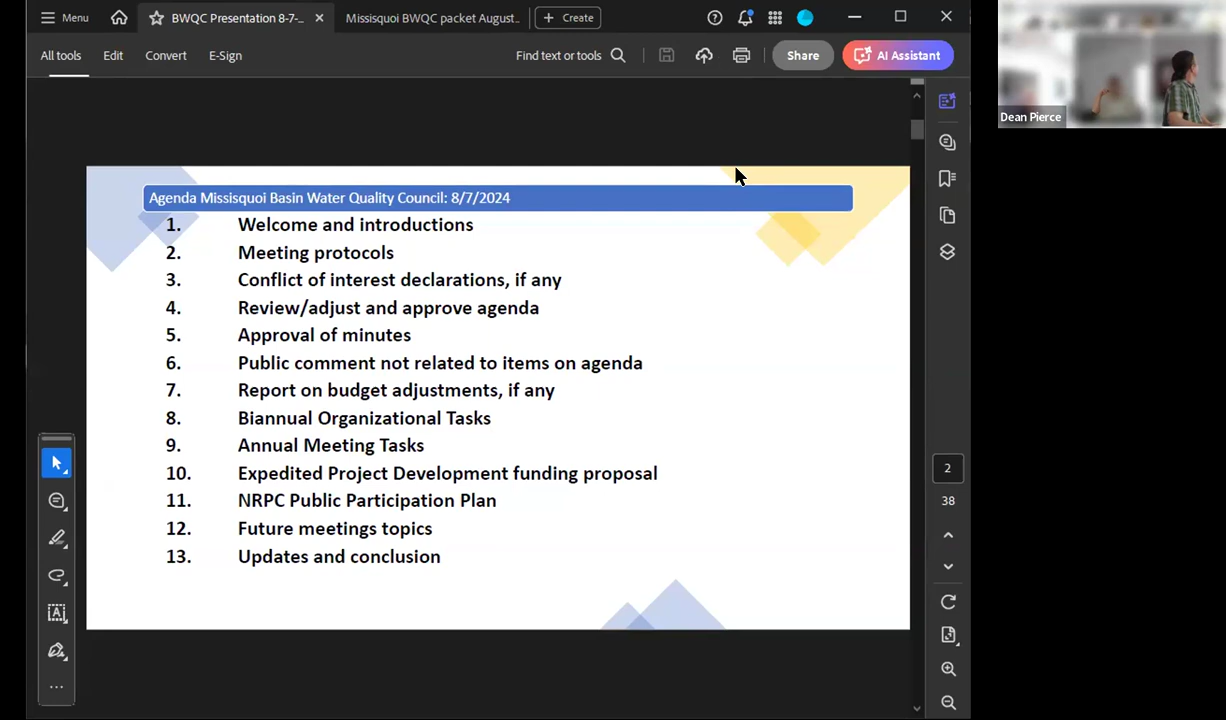 Menu
BWQC Presentation 8-7-...
Missisquoi BWQC packet August...
Create
All tools
Edit
Convert
E-Sign
Find text or tools
Share
AI Assistant
Dean Pierce
Agenda Missisquoi Basin Water Quality Council: 8/7/2024
1. Welcome and introductions
2. Meeting protocols
3. Conflict of interest declarations, if any
4. Review/adjust and approve agenda
5. Approval of minutes
6. Public comment not related to items on agenda
7. Report on budget adjustments, if any
8. Biannual Organizational Tasks
9. Annual Meeting Tasks
10. Expedited Project Development funding proposal
11. NRPC Public Participation Plan
12. Future meetings topics
13. Updates and conclusion
2
38